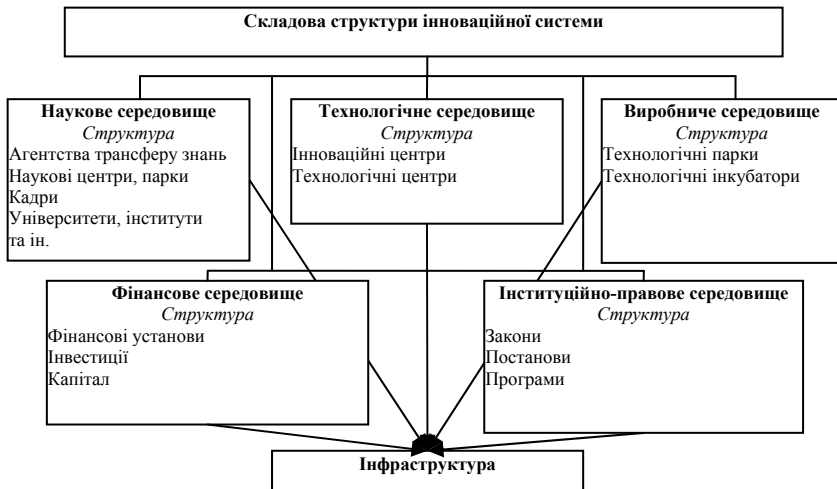 Складова структури інноваційної системи
Наукове середовище
Структура
Агентства трансферу знань
Наукові центри, парки
Кадри
Університети, інститути
та ін.
Технологічне середовище
Структура
Інноваційні центри
Технологічні центри
Виробниче середовище
Структура
Технологічні парки
Технологічні інкубатори
Фінансове середовище
Структура
Фінансові установи
Інвестиції
Капітал
Інституційно-правове середовище
Структура
Закони
Постанови
Програми
Інфраструктура